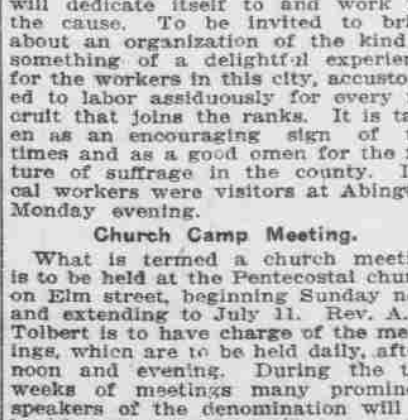 will dedicate itself to and work
the cause. To be invited to bri
about an organization of the kind
something of a delightful experien
for the workers in this city, accusto
ed to labor assiduously for every
cruit that joins the ranks. It is ta
en as an encouraging sign of t
times and as a good omen for the f
ture of suffrage in the county. L
cal workers were visitors at Abing
Monday evening.
Church Camp Meeting.
What is termed a church meeti
is to be held at the Pentecostal chur
on Elm street, beginning Sunday n
and extending to July 11. Rev. A.
Tolbert is to have charge of the mee
ings, which are to be held daily, aft
noon and evening. During the t
weeks of meetings many promine
speakers of the denomination will